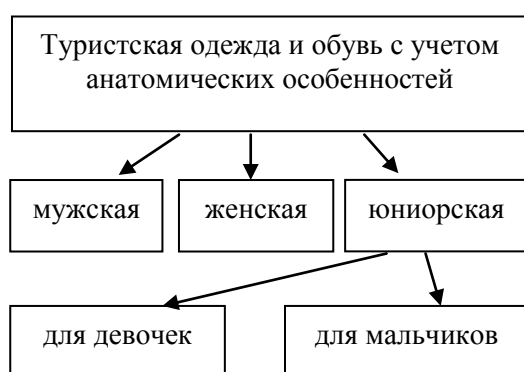 Туристская одежда и обувь с учетом
анатомических особенностей
мужская
женская
юниорская
для девочек
для мальчиков